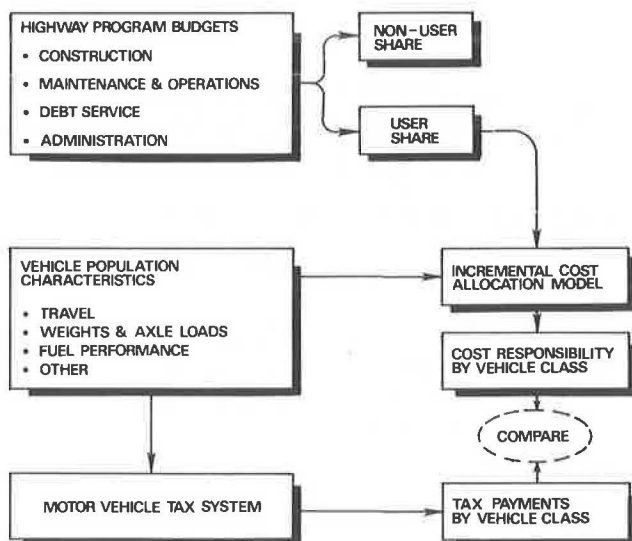 HIGHWAY PROGRAM BUDGETS
• CONSTRUCTION
• MAINTENANCE & OPERATIONS
• DEBT SERVICE
• ADMINISTRATION
NON-USER
SHARE
USER
SHARE
VEHICLE POPULATION
CHARACTERISTICS
• TRAVEL
• WEIGHTS & AXLE LOADS
• FUEL PERFORMANCE
• OTHER
INCREMENTAL COST
ALLOCATION MODEL
COST RESPONSIBILITY
BY VEHICLE CLASS
COMPARE
MOTOR VEHICLE TAX SYSTEM
TAX PAYMENTS
BY VEHICLE CLASS